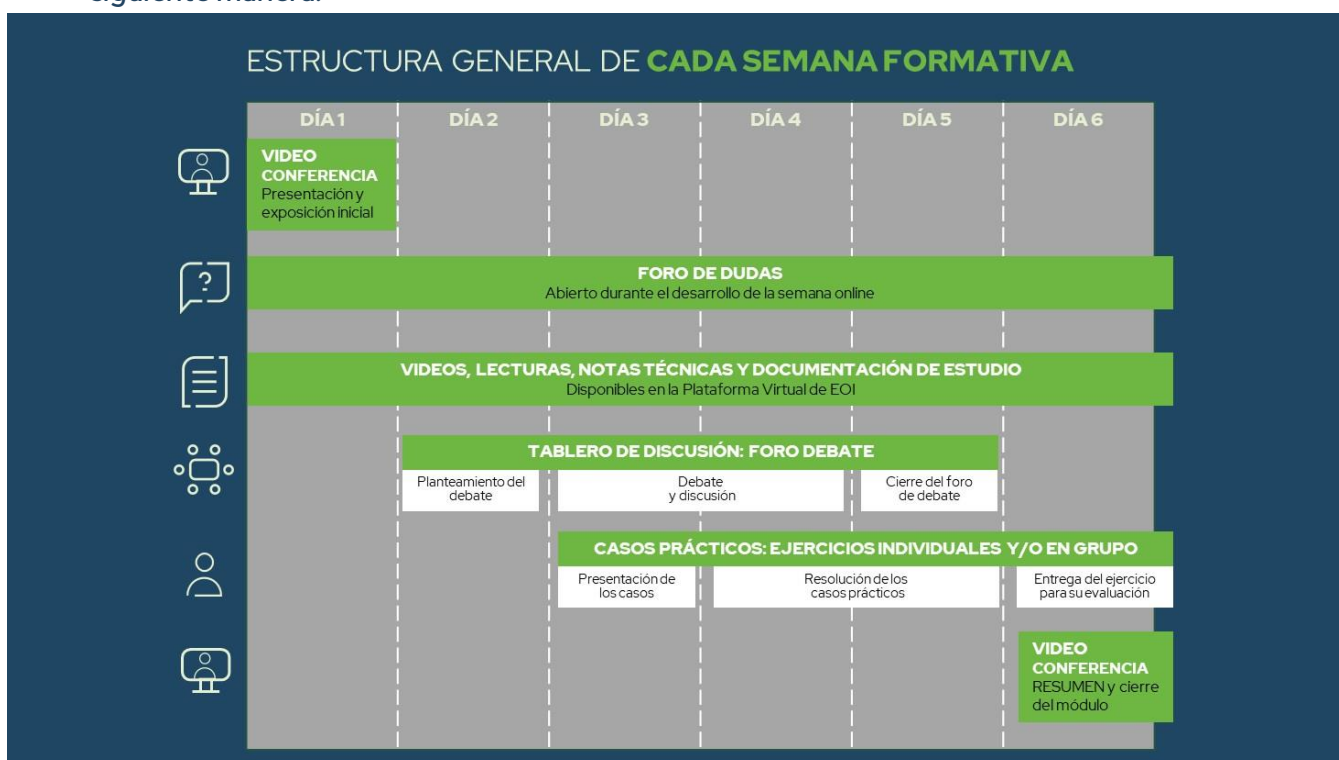 siguiente manera:
ESTRUCTURA GENERAL DE CADA SEMANA FORMATIVA
DÍA 1 DÍA 2 DÍA 3 DÍA 4 DÍA 5 DÍA 6
VIDEO
CONFERENCIA
Presentación y
exposición inicial
?
FORO DE DUDAS
Abierto durante el desarrollo de la semana online
VIDEOS, LECTURAS, NOTAS TÉCNICAS Y DOCUMENTACIÓN DE ESTUDIO
Disponibles en la Plataforma Virtual de EOI
TABLERO DE DISCUSIÓN: FORO DEBATE
Planteamiento del
debate
Debate
y discusión
Cierre del foro
de debate
CASOS PRÁCTICOS: EJERCICIOS INDIVIDUALES Y/O EN GRUPO
Presentación de
los casos
Resolución de los
casos prácticos
Entrega del ejercicio
para su evaluación
VIDEO
CONFERENCIA
RESUMEN y cierre
del módulo